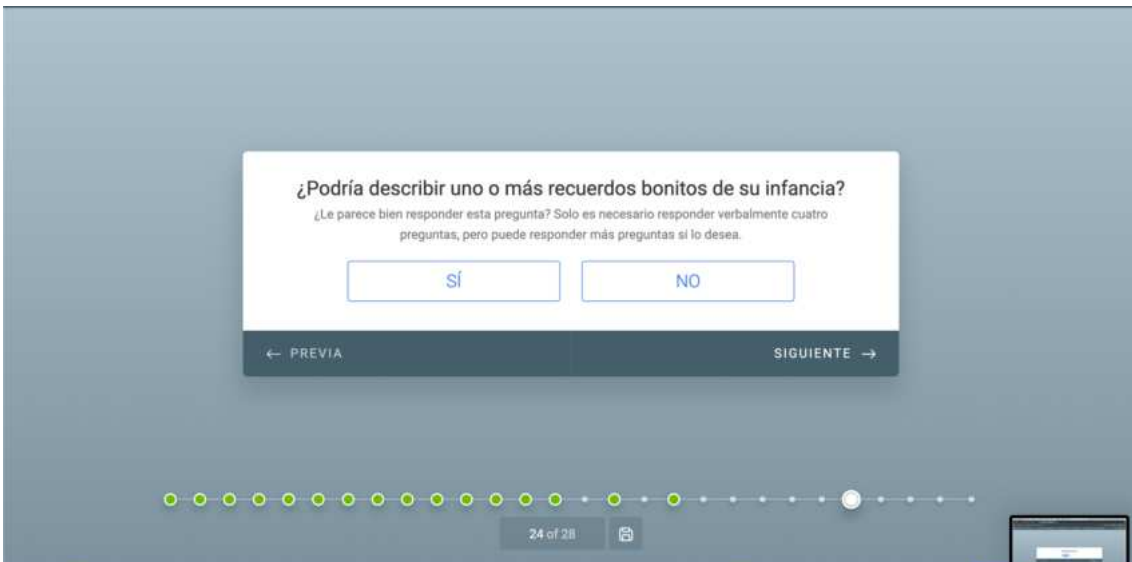 ¿Podría describir uno o más recuerdos bonitos de su infancia?
¿Le parece bien responder esta pregunta? Solo es necesario responder verbalmente cuatro
preguntas, pero puede responder más preguntas si lo desea.
SÍ NO
← PREVIA SIGUIENTE →
24 of 28